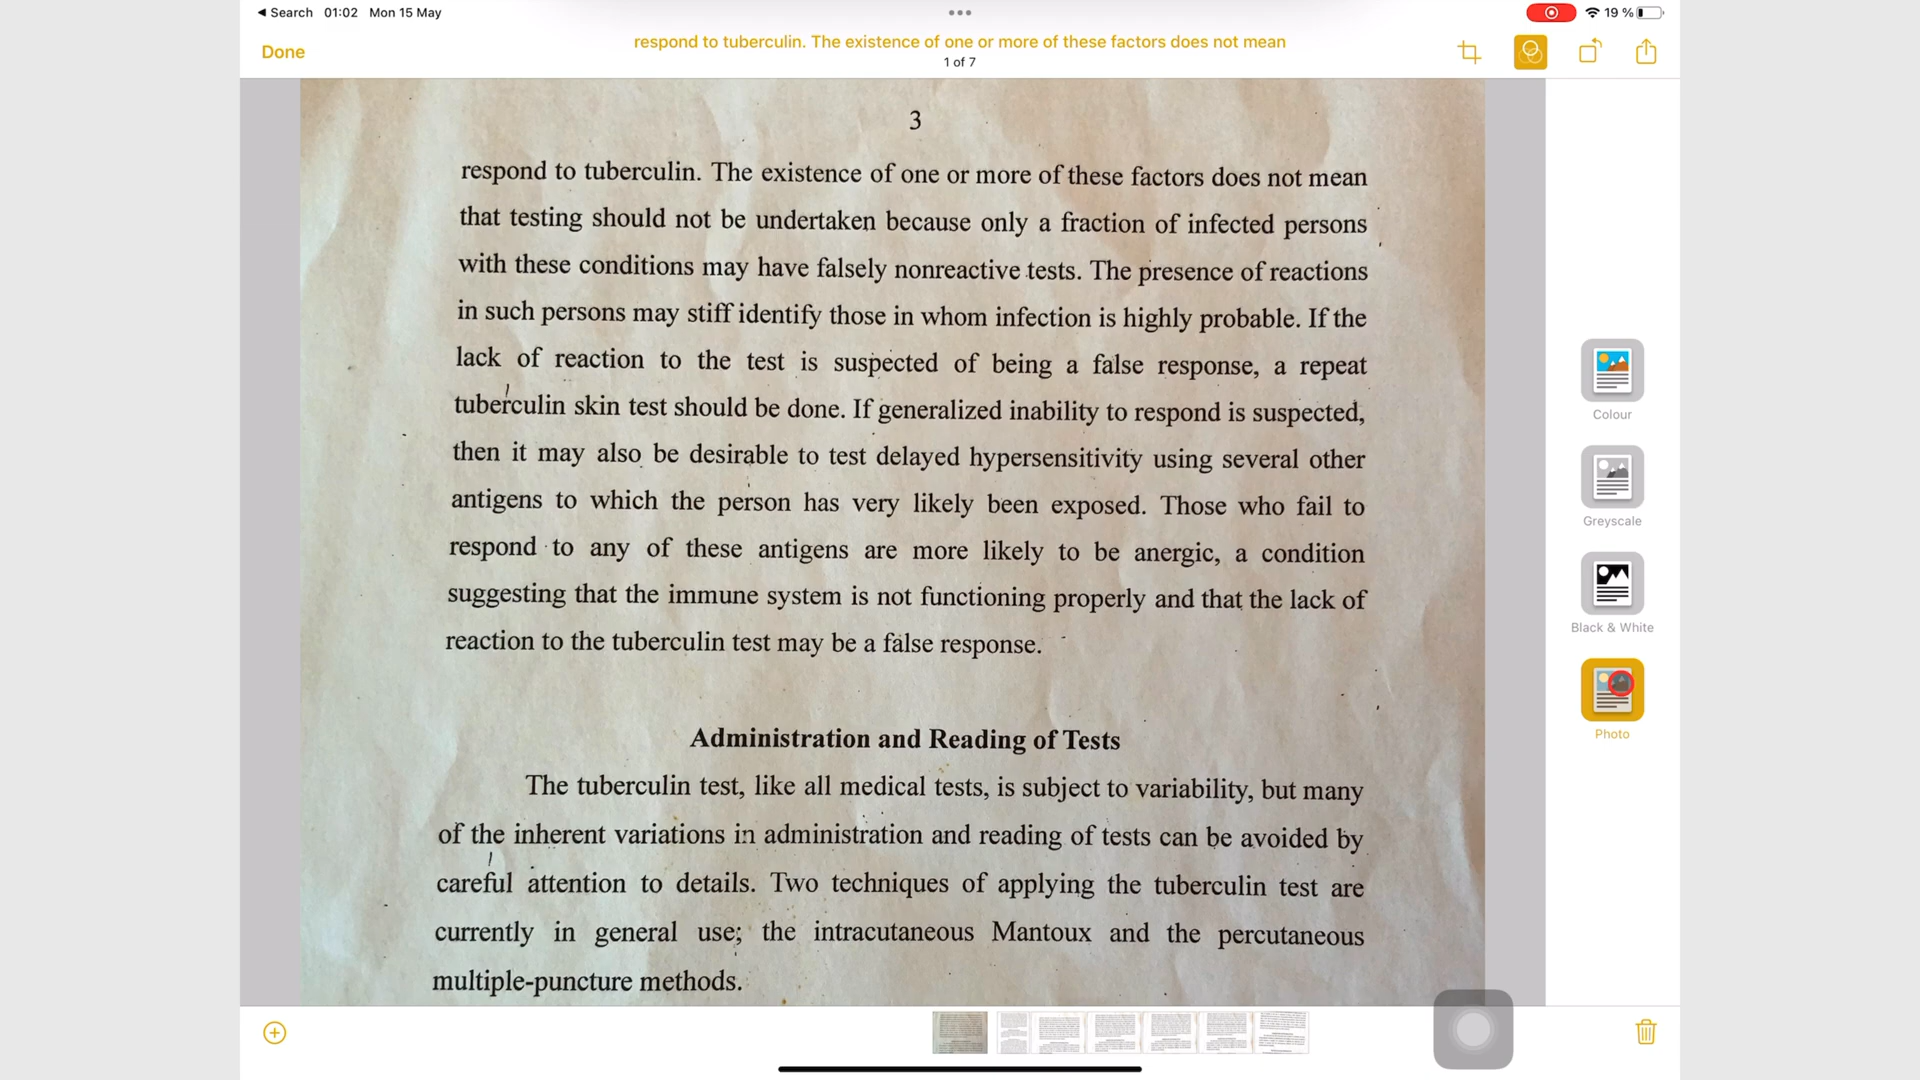 Search 01:02 Mon 15 May
19 %
Done
respond to tuberculin. The existence of one or more of these factors does not mean
1 of 7
3
respond to tuberculin. The existence of one or more of these factors does not mean
that testing should not be undertaken because only a fraction of infected persons
with these conditions may have falsely nonreactive tests. The presence of reactions
in such persons may stiff identify those in whom infection is highly probable. If the
lack of reaction to the test is suspected of being a false response, a repeat
tuberculin skin test should be done. If generalized inability to respond is suspected,
then it may also be desirable to test delayed hypersensitivity using several other
antigens to which the person has very likely been exposed. Those who fail to
respond to any of these antigens are more likely to be anergic, a condition
suggesting that the immune system is not functioning properly and that the lack of
reaction to the tuberculin test may be a false response.
Administration and Reading of Tests
The tuberculin test, like all medical tests, is subject to variability, but many
of the inherent variations in administration and reading of tests can be avoided by
careful attention to details. Two techniques of applying the tuberculin test are
currently in general use; the intracutaneous Mantoux and the percutaneous
multiple-puncture methods.
Colour
Greyscale
Black & White
Photo